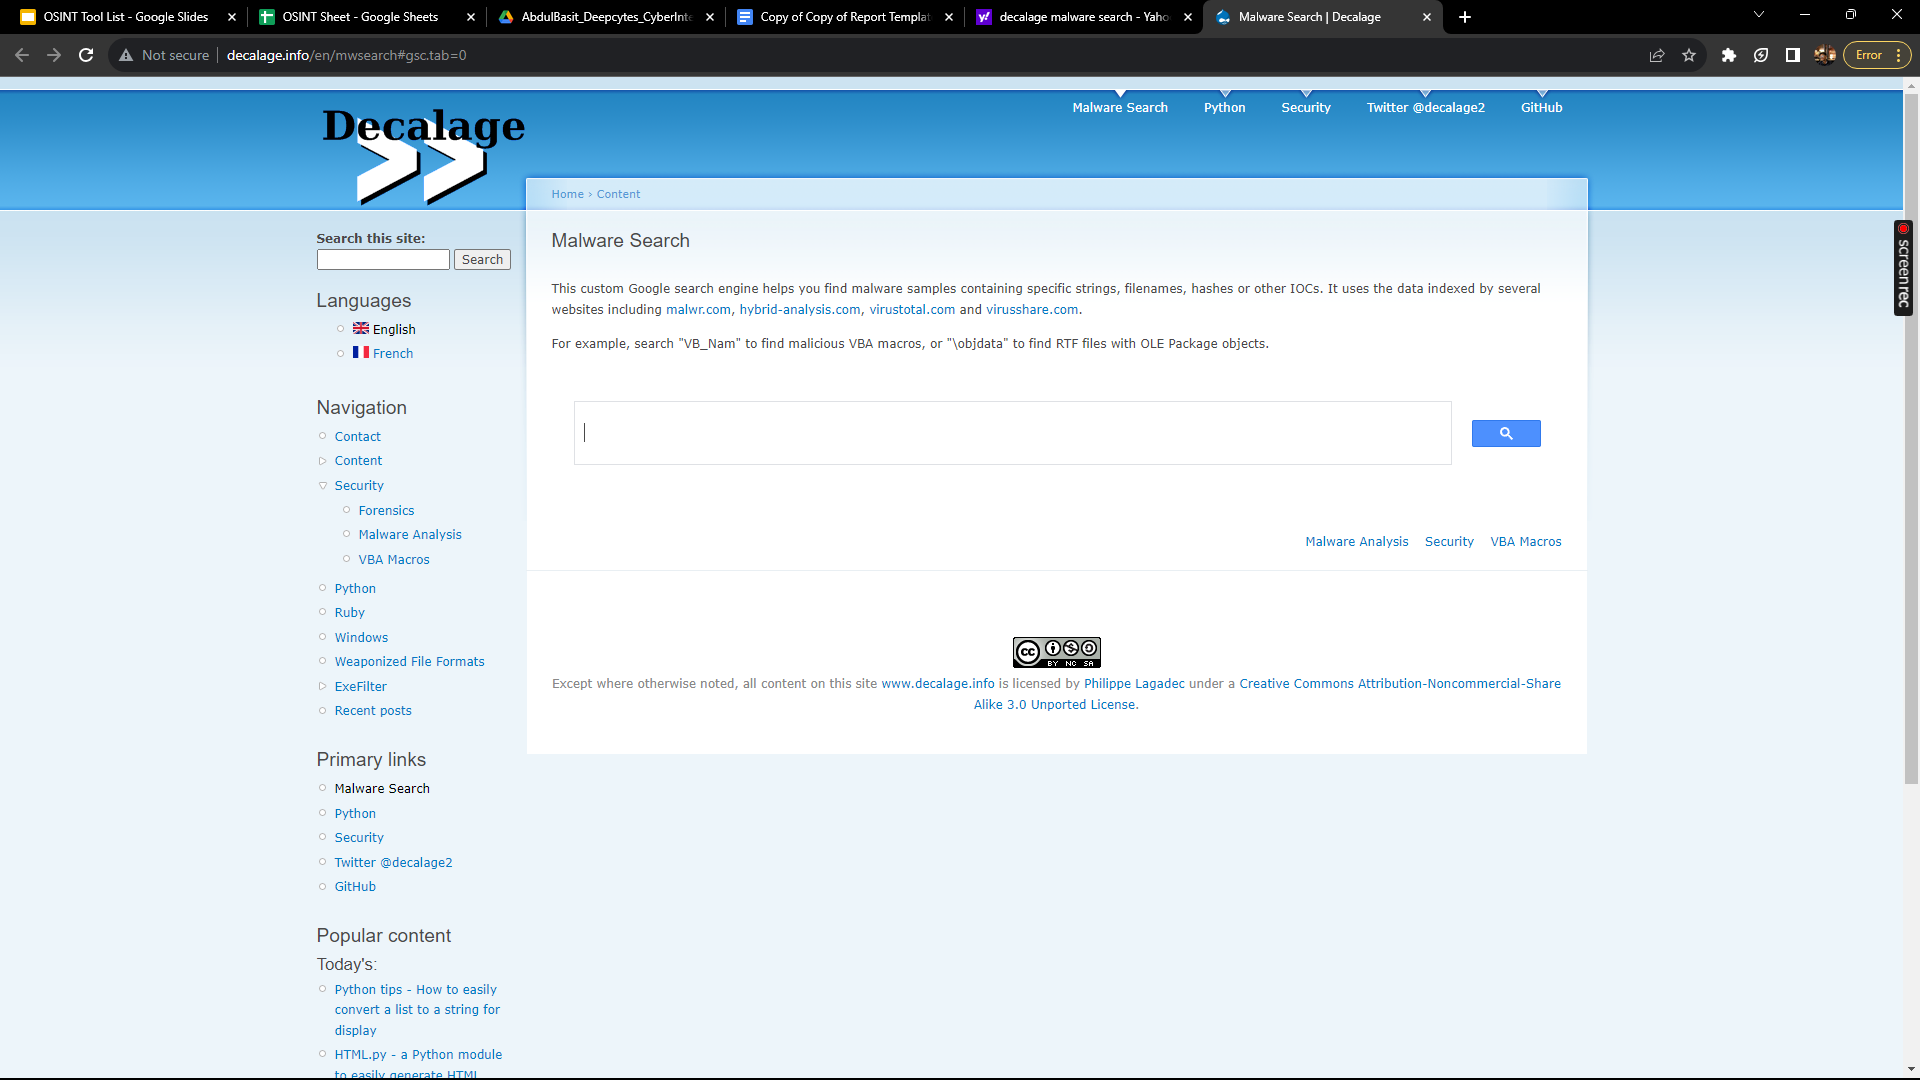 OSINT Tool List - Google Slides
OSINT Sheet - Google Sheets
AbdulBasit_Deepcytes_CyberInte
Copy of Copy of Report Templat
decalage malware search - Yaho
Malware Search | Decalage
Not secure
decalage.info/en/mwsearch#gsc.tab=0
Error
Decalage
Malware Search
Python
Security
Twitter @decalage2
GitHub
Home › Content
screenrec
Search this site:
Search
Languages
English
French
Navigation
Contact
Content
Security
Forensics
Malware Analysis
VBA Macros
Python
Ruby
Windows
Weaponized File Formats
ExeFilter
Recent posts
Primary links
Malware Search
Python
Security
Twitter @decalage2
GitHub
Popular content
Today's:
Python tips - How to easily
convert a list to a string for
display
HTML.py - a Python module
to easily generate HTML
Malware Search
This custom Google search engine helps you find malware samples containing specific strings, filenames, hashes or other IOCs. It uses the data indexed by several
websites including malwr.com, hybrid-analysis.com, virustotal.com and virusshare.com.
For example, search "VB_Nam" to find malicious VBA macros, or "\objdata" to find RTF files with OLE Package objects.
Malware Analysis Security VBA Macros
cc
BY NC SA
Except where otherwise noted, all content on this site www.decalage.info is licensed by Philippe Lagadec under a Creative Commons Attribution-Noncommercial-Share
Alike 3.0 Unported License.